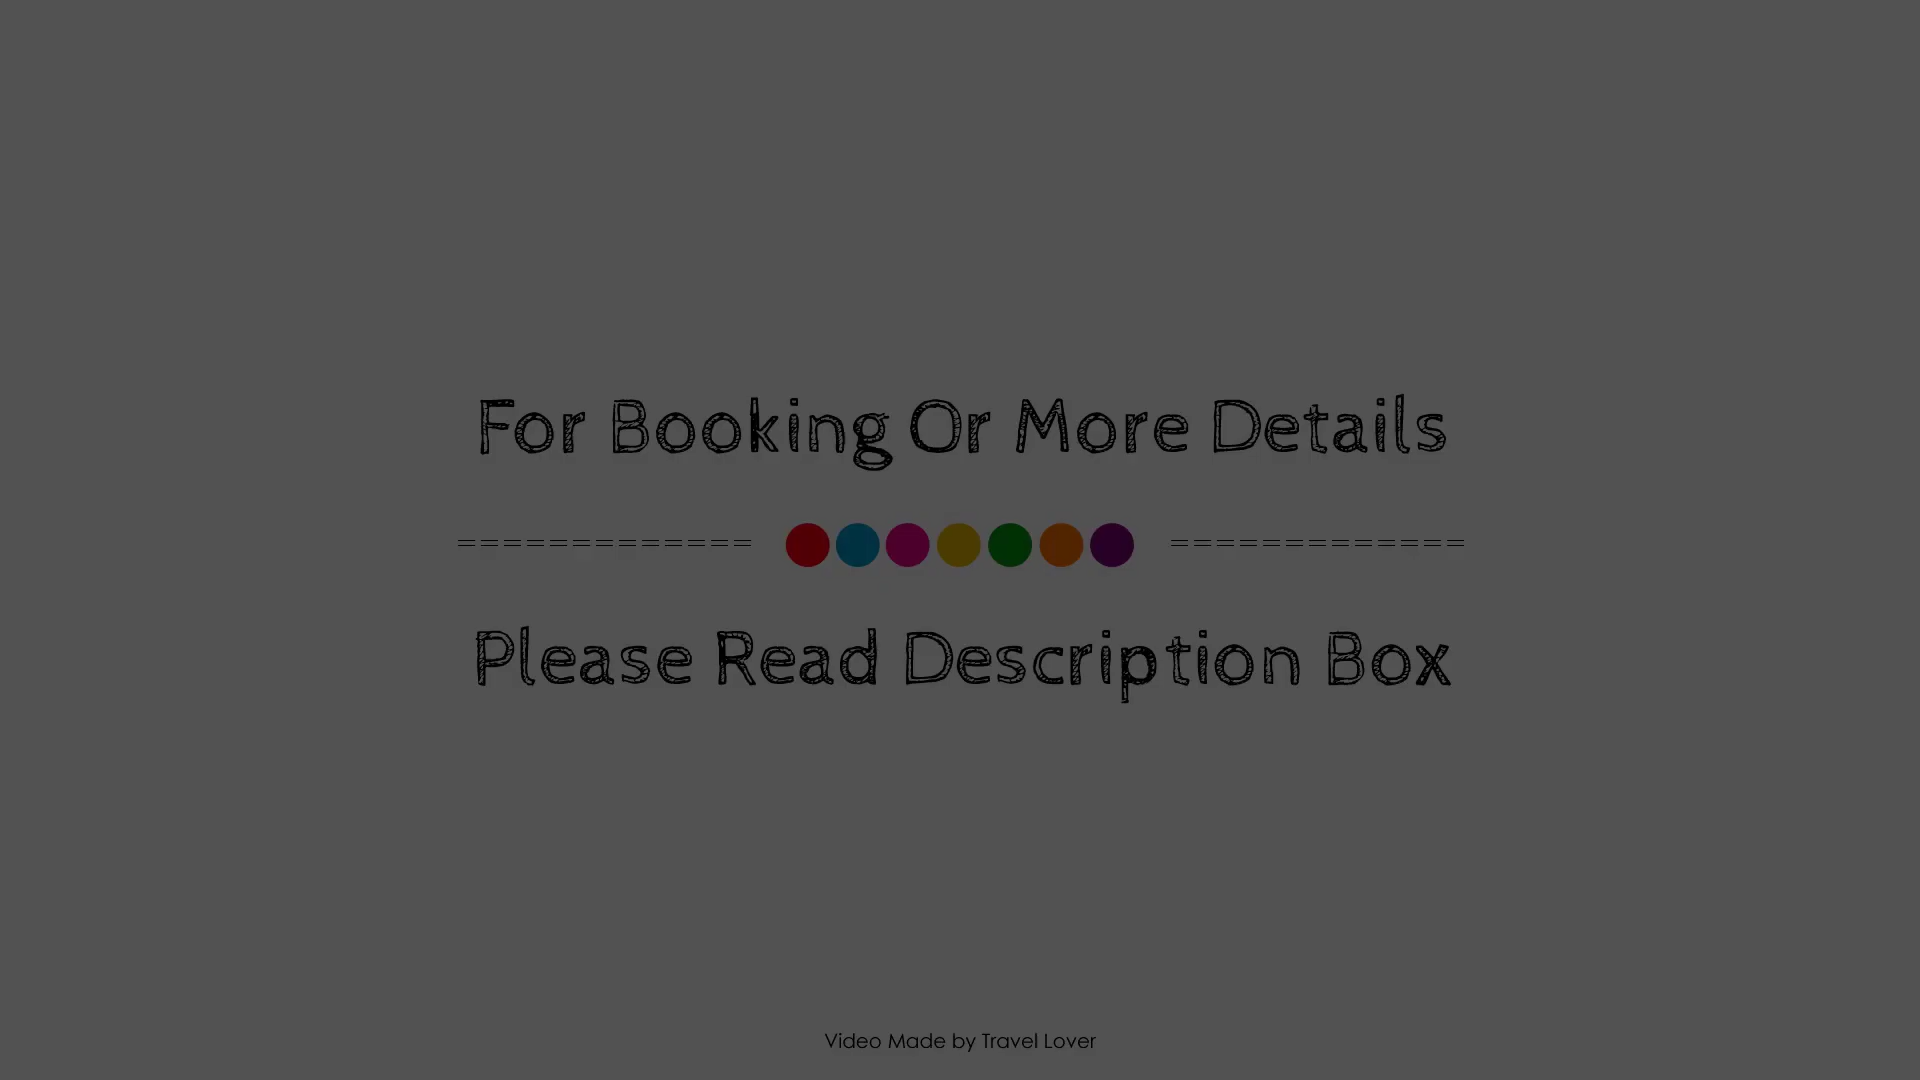 For Booking Or More Details
============= =============
Please Read Description Box
Video Made by Travel Lover